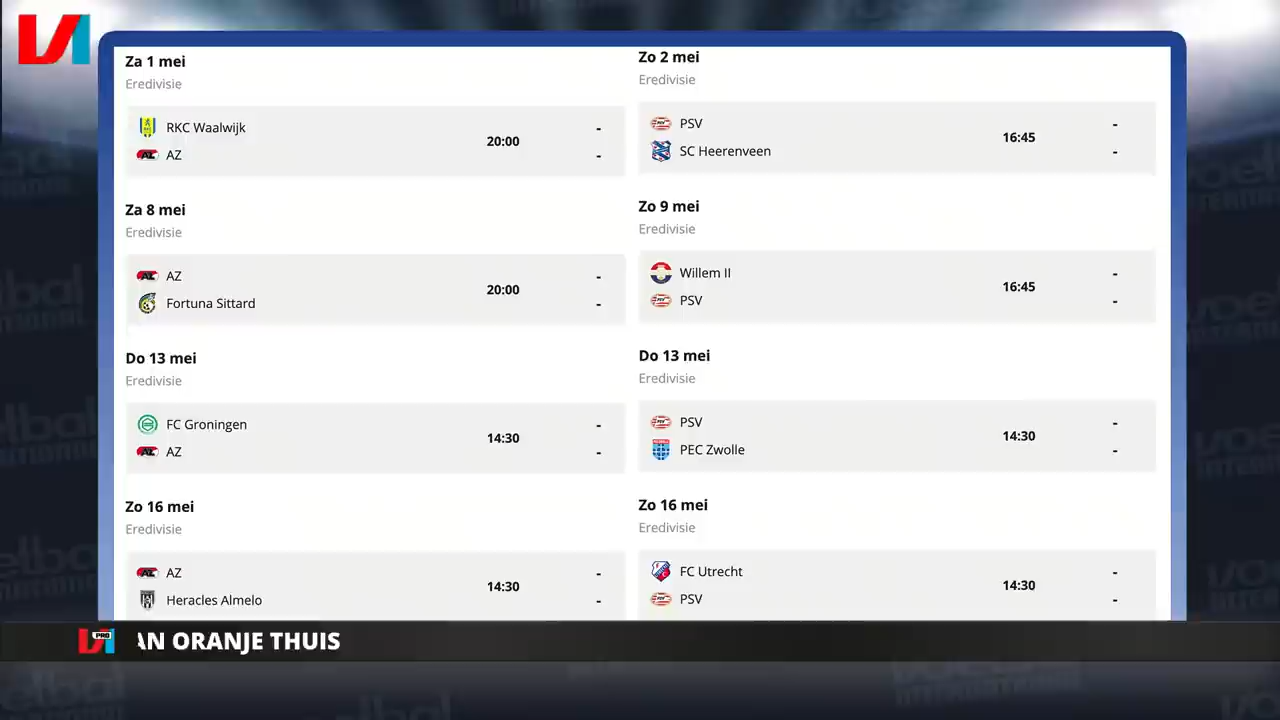 Za 1 mei
Eredivisie
RKC Waalwijk
AZ
20:00
-
-
Za 8 mei
Eredivisie
AZ
Fortuna Sittard
20:00
-
-
Do 13 mei
Eredivisie
FC Groningen
AZ
14:30
-
-
Zo 16 mei
Eredivisie
AZ
Heracles Almelo
14:30
-
-
Zo 2 mei
Eredivisie
PSV
SC Heerenveen
16:45
-
-
Zo 9 mei
Eredivisie
Willem II
PSV
16:45
-
-
Do 13 mei
Eredivisie
PSV
PEC Zwolle
14:30
-
-
Zo 16 mei
Eredivisie
FC Utrecht
PSV
14:30
-
-
VI
VI PRO
AN ORANJE THUIS